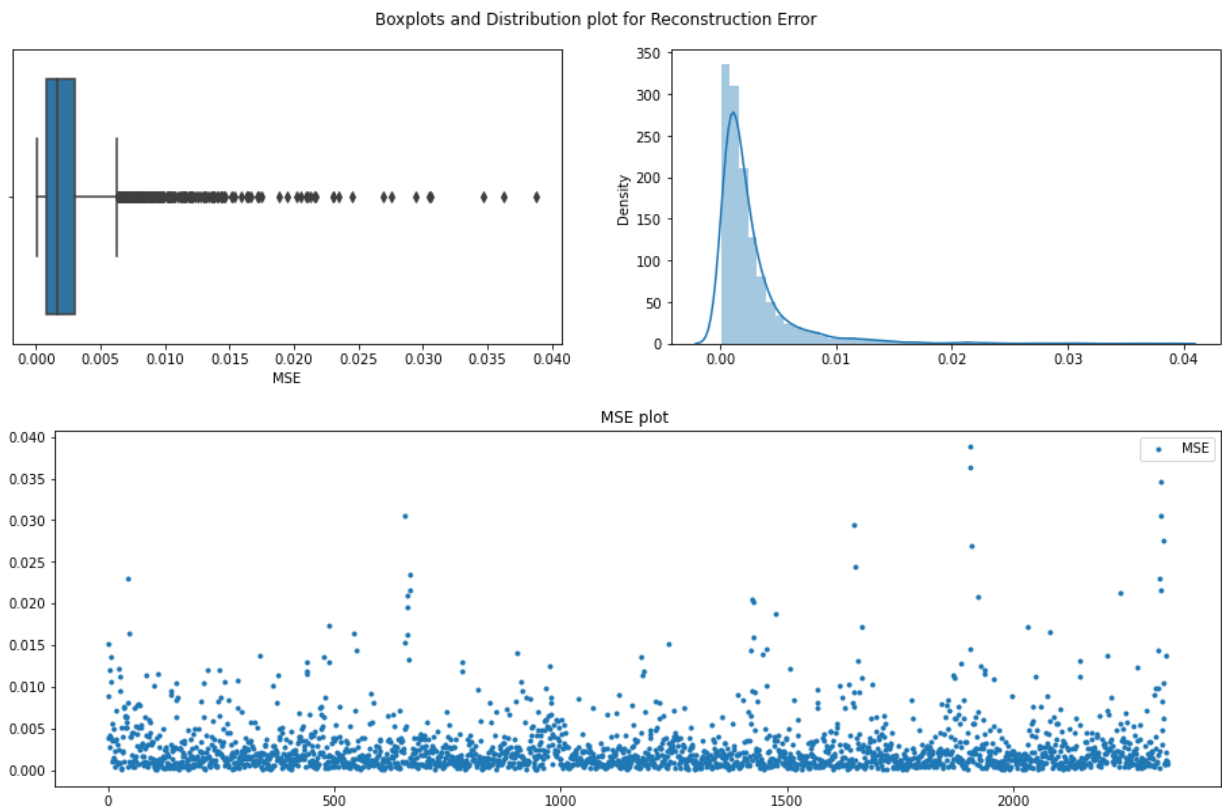 Boxplots and Distribution plot for Reconstruction Error
0.000 0.005 0.010 0.015 0.020 0.025 0.030 0.035 0.040
MSE
350
300
250
200
150
100
50
0
Density
0.00 0.01 0.02 0.03 0.04
MSE plot
0.040
0.035
0.030
0.025
0.020
0.015
0.010
0.005
0.000
MSE
0 500 1000 1500 2000